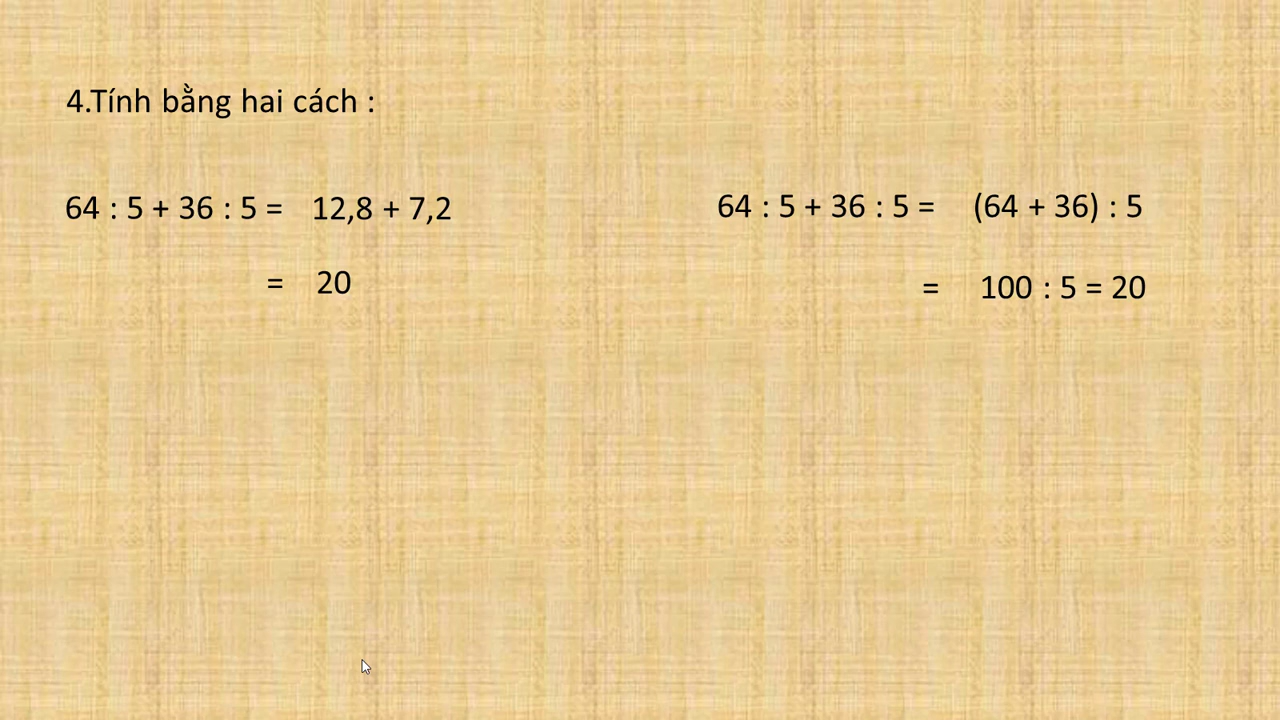 4.Tính bằng hai cách :
64 : 5 + 36 : 5 = 12,8 + 7,2
= 20
64 : 5 + 36 : 5 = (64 + 36) : 5
= 100 : 5 = 20